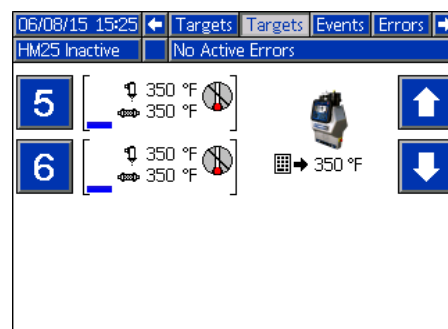 06/08/15 15:25 Targets Targets Events Errors
HM25 Inactive No Active Errors
5 350 °F
350 °F
6 350 °F
350 °F
350 °F